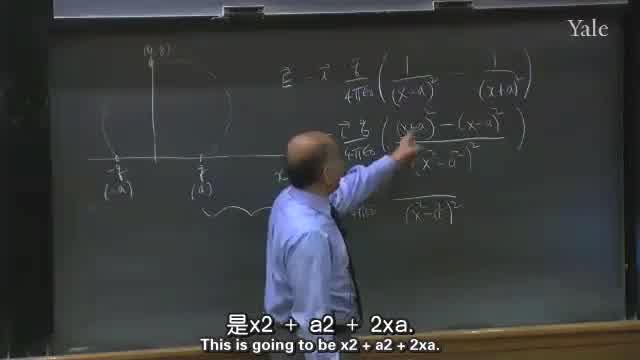 Yale
(0, y)
E = i q/4πε₀ ( 1/(x-a)² - 1/(x+a)² )
i q/4πε₀ ( (x+a)² - (x-a)² / (x² - a²)² )
-q q x
(-a) (a)
4πε₀ (x² - a²)²
是x2 + a2 + 2xa.
This is going to be x2 + a2 + 2xa.